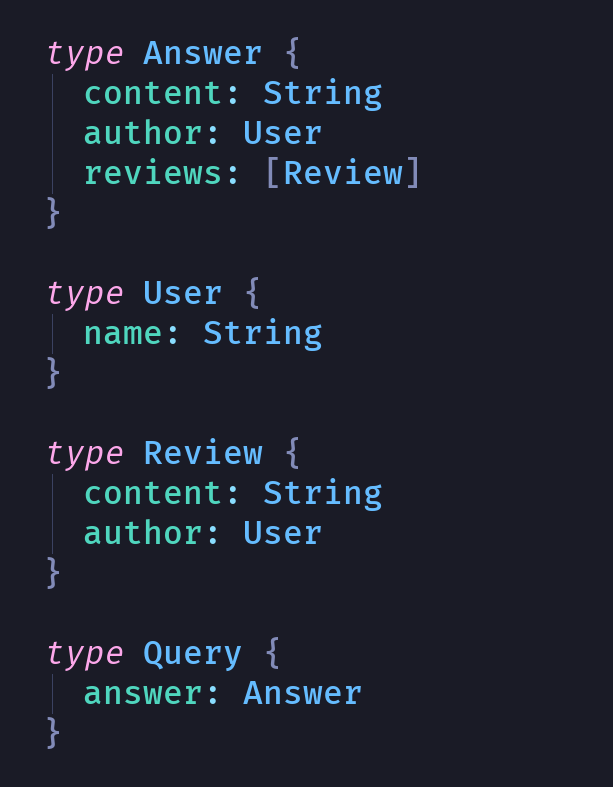 type Answer {
  content: String
  author: User
  reviews: [Review]
}

type User {
  name: String
}

type Review {
  content: String
  author: User
}

type Query {
  answer: Answer
}